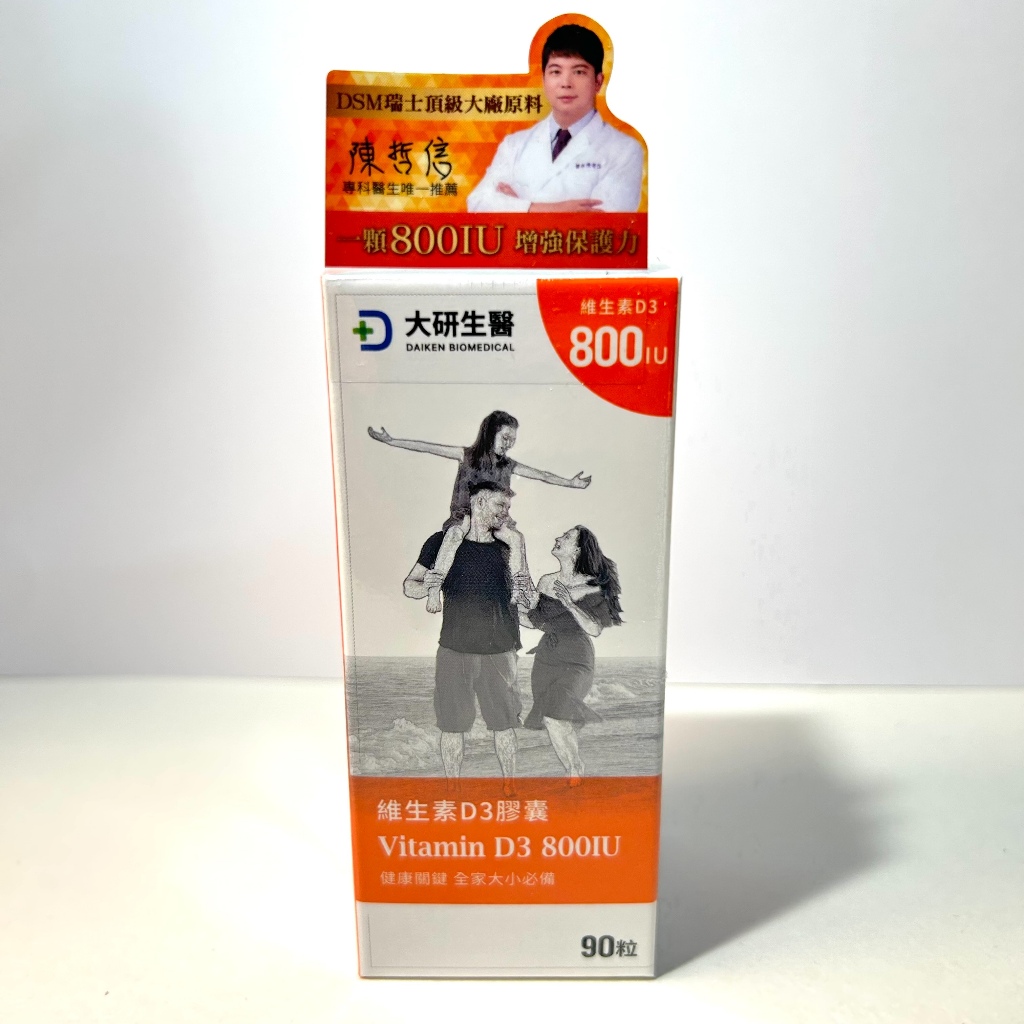 DSM瑞士頂級大廠原料
陳哲信
專科醫生唯一推薦
一顆800IU 增強保護力
大研生醫
DAIKEN BIOMEDICAL
維生素D3
800IU
維生素D3膠囊
Vitamin D3 800IU
健康關鍵 全家大小必備
90粒